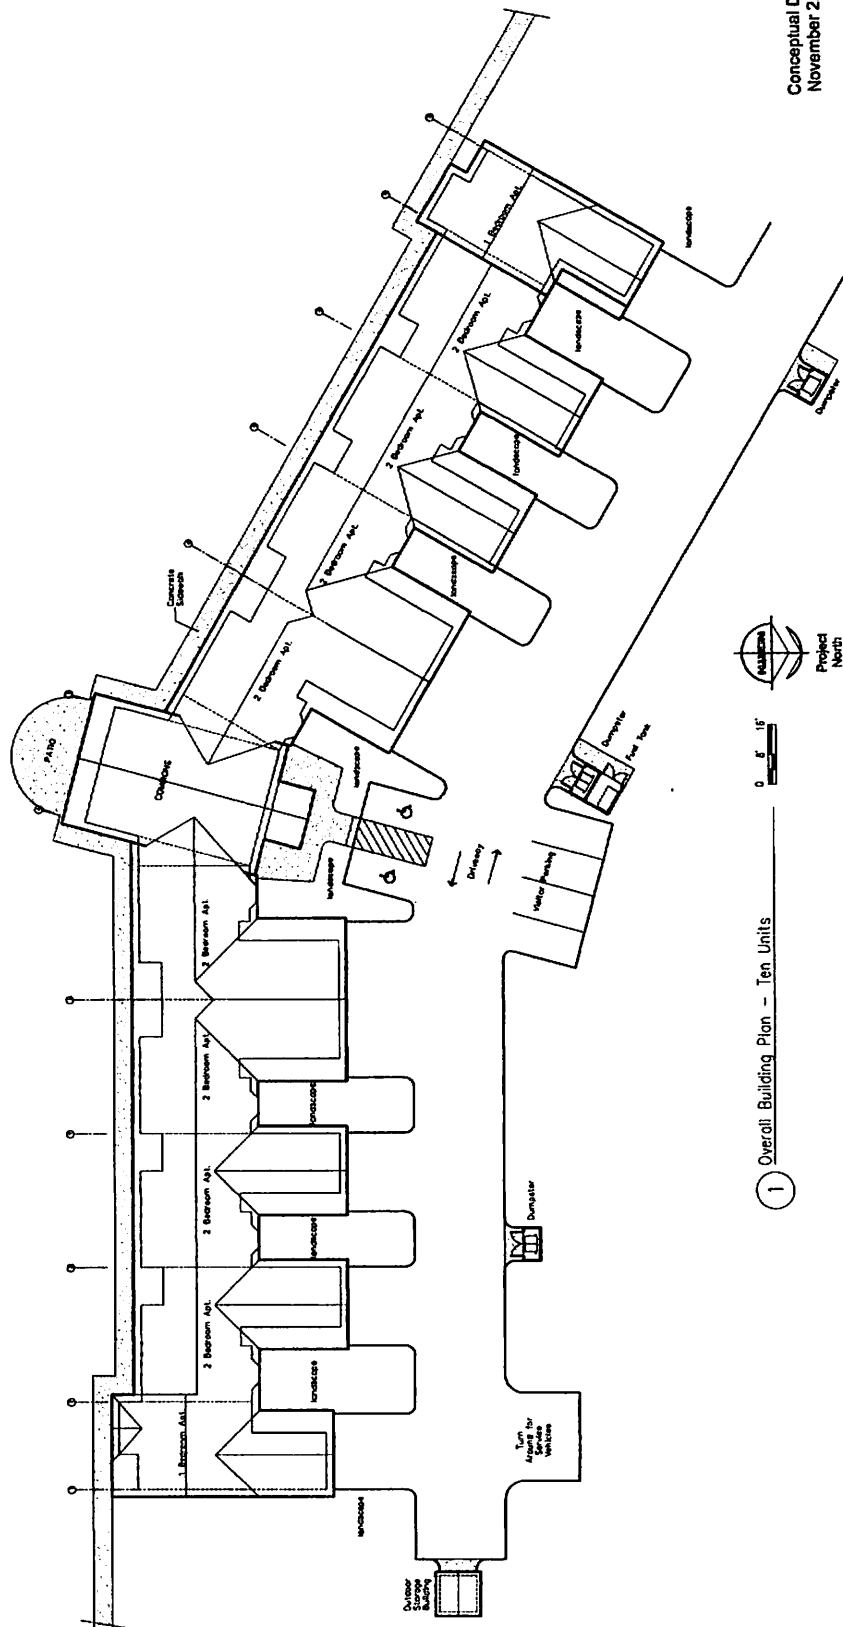 Conceptual D
November 2
1 Bedroom Apt.
landscape
2 Bedroom Apt.
landscape
Dumpster
2 Bedroom Apt.
landscape
2 Bedroom Apt.
landscape
Concrete
Sidewalk
2 Bedroom Apt.
PATIO
COMMONS
landscape
Dumpster
Fuel Tank
NORTH
Project
North
0 8' 16'
landscape
Driveway
Visitor Parking
2 Bedroom Apt.
2 Bedroom Apt.
landscape
2 Bedroom Apt.
landscape
Dumpster
2 Bedroom Apt.
landscape
1 Bedroom Apt.
landscape
Turn
Around for
Service
Vehicles
Outdoor
Storage
Building
1 Overall Building Plan - Ten Units